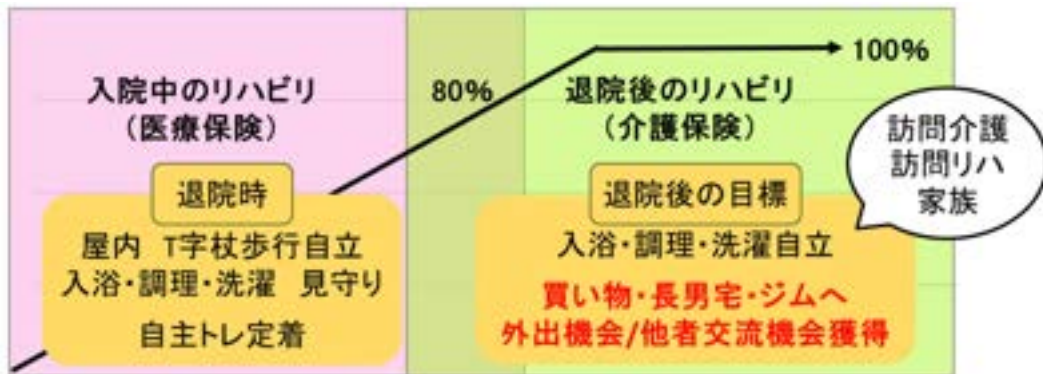 入院中のリハビリ
（医療保険）
80%
退院後のリハビリ
（介護保険）
100%
訪問介護
訪問リハ
家族
退院時
屋内　T字杖歩行自立
入浴・調理・洗濯　見守り
自主トレ定着
退院後の目標
入浴・調理・洗濯自立
買い物・長男宅・ジムへ
外出機会/他者交流機会獲得